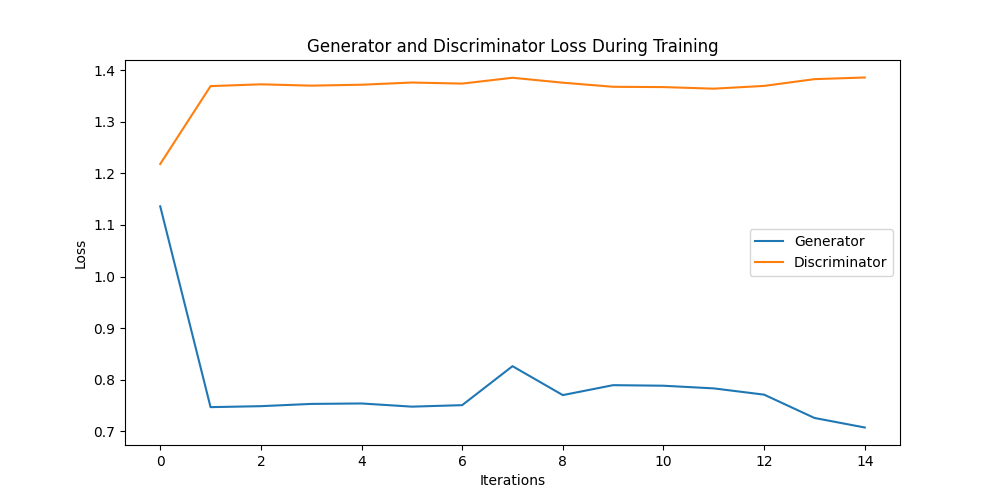 Generator and Discriminator Loss During Training
1.4
1.3
1.2
1.1
1.0
0.9
0.8
0.7
Loss
Generator
Discriminator
0 2 4 6 8 10 12 14
Iterations